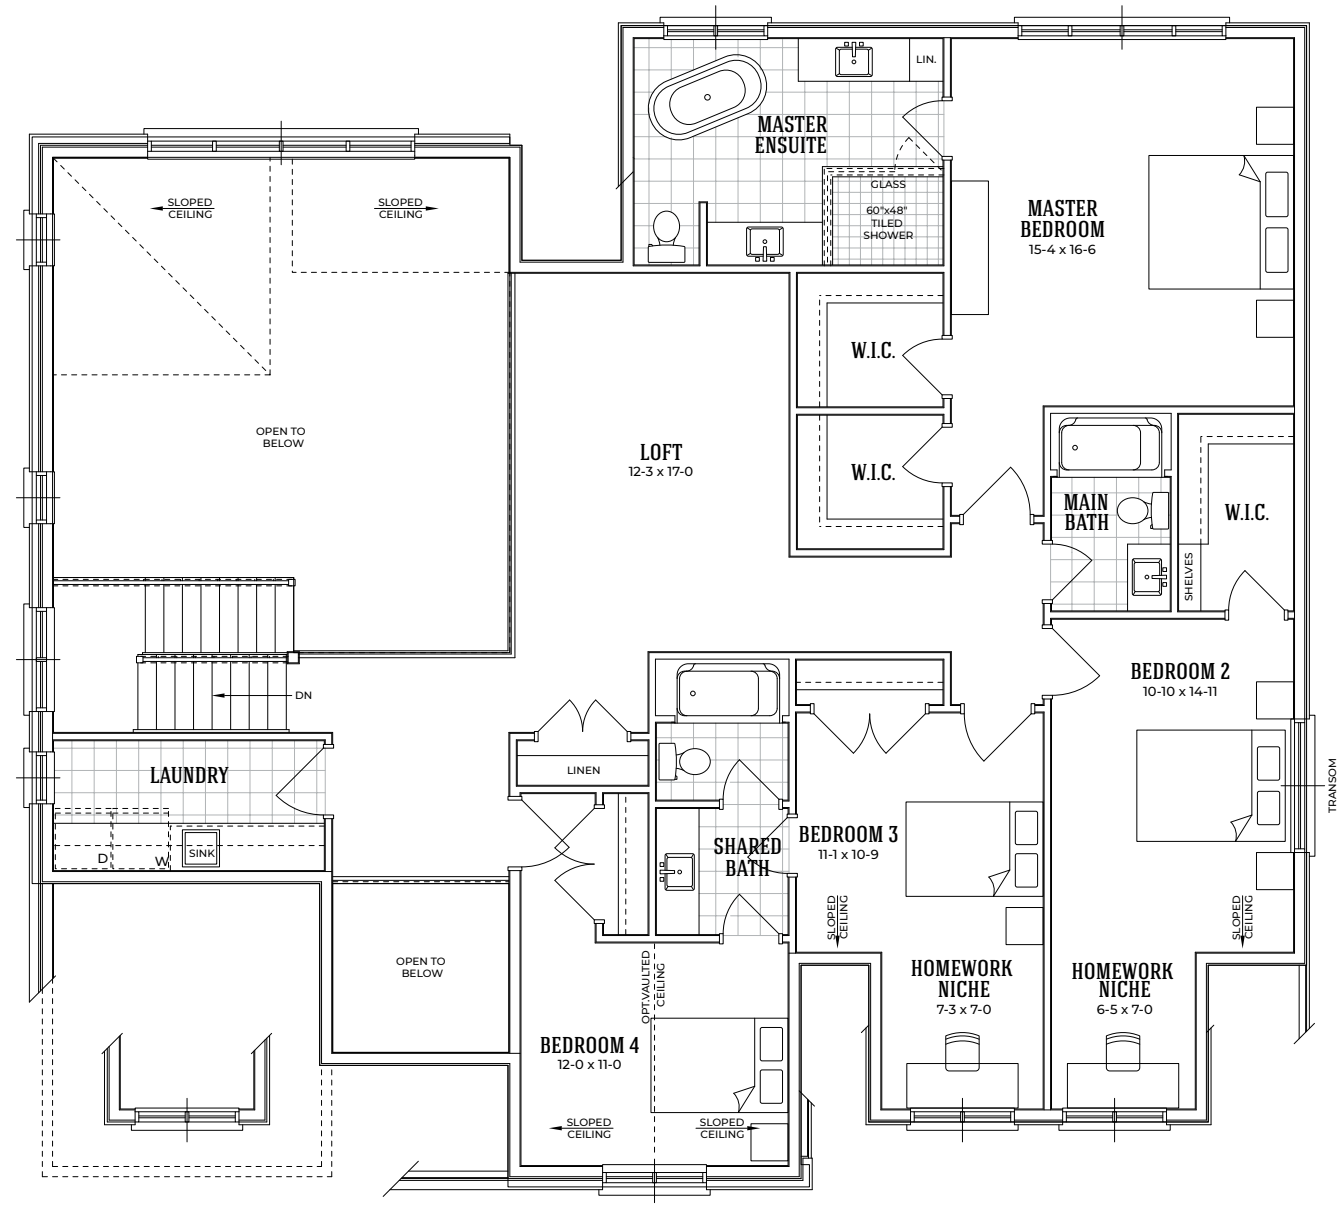 LIN.
MASTER
ENSUITE
GLASS
60"x48"
TILED
SHOWER
SLOPED
CEILING
SLOPED
CEILING
MASTER
BEDROOM
15-4 x 16-6
W.I.C.
OPEN TO
BELOW
LOFT
12-3 x 17-0
W.I.C.
MAIN
BATH
W.I.C.
SHELVES
BEDROOM 2
10-10 x 14-11
DN
LAUNDRY
LINEN
TRANSOM
D
W
SINK
SHARED
BATH
BEDROOM 3
11-1 x 10-9
SLOPED
CEILING
SLOPED
CEILING
OPEN TO
BELOW
OPT.VAULTED
CEILING
HOMEWORK
NICHE
7-3 x 7-0
HOMEWORK
NICHE
6-5 x 7-0
BEDROOM 4
12-0 x 11-0
SLOPED
CEILING
SLOPED
CEILING